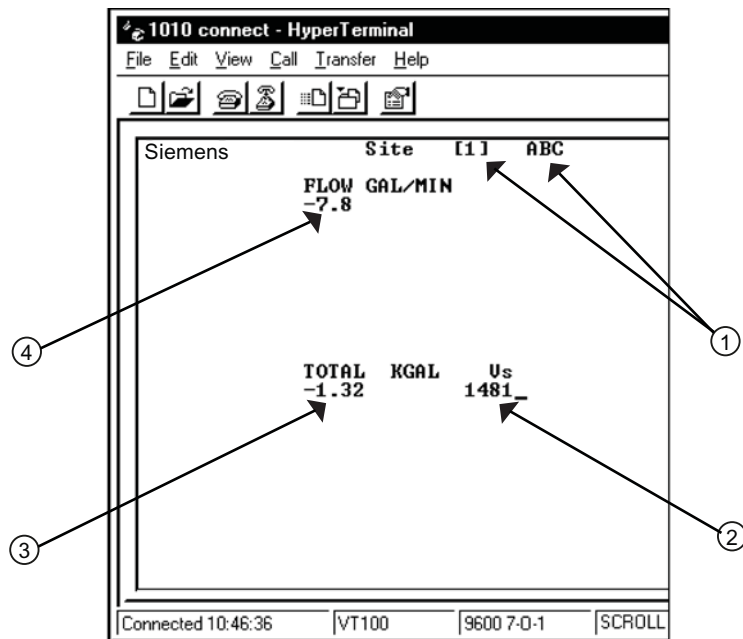 1010 connect - HyperTerminal
File Edit View Call Transfer Help
Siemens Site [1] ABC
FLOW GAL/MIN
-7.8
4
1
TOTAL KGAL Vs
-1.32 1481_
3
2
Connected 10:46:36 VT100 9600 7-O-1 SCROLL